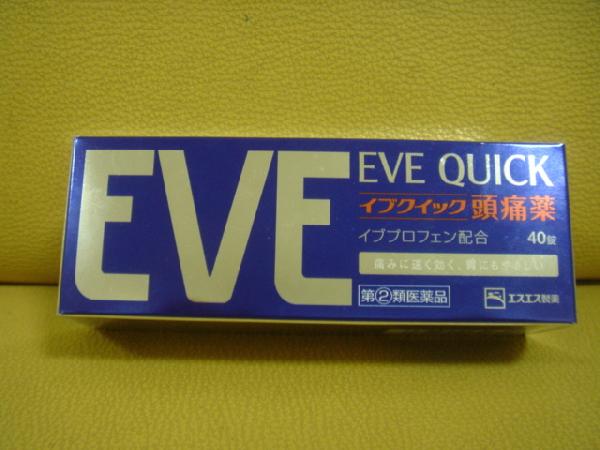 EVE
EVE QUICK
イブクイック 頭痛薬
イブプロフェン配合 40錠
痛みに速く効く、胃にもやさしい
指②類医薬品
エスエス製薬